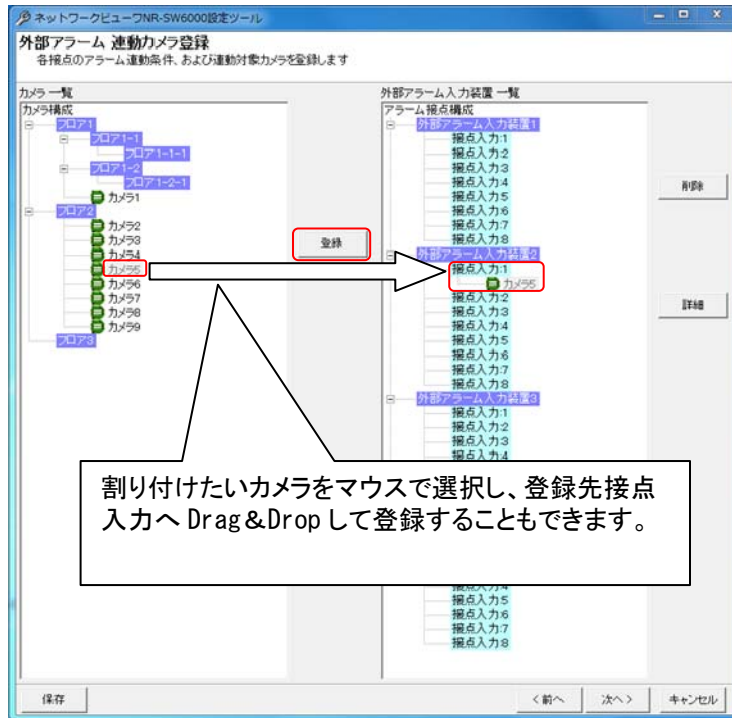 ネットワークビューワNR-SW6000設定ツール
外部アラーム 連動カメラ登録
各接点のアラーム連動条件、および連動対象カメラを登録します
カメラ一覧
カメラ構成
フロア1
フロア1-1
フロア1-1-1
フロア1-2
フロア1-2-1
カメラ1
フロア2
カメラ2
カメラ3
カメラ4
カメラ5
カメラ6
カメラ7
カメラ8
カメラ9
フロア3
登録
外部アラーム入力装置 一覧
アラーム接点構成
外部アラーム入力装置1
接点入力:1
接点入力:2
接点入力:3
接点入力:4
接点入力:5
接点入力:6
接点入力:7
接点入力:8
外部アラーム入力装置2
接点入力:1
カメラ5
接点入力:2
接点入力:3
接点入力:4
接点入力:5
接点入力:6
接点入力:7
接点入力:8
外部アラーム入力装置3
接点入力:1
接点入力:2
接点入力:3
接点入力:4
接点入力:4
接点入力:5
接点入力:6
接点入力:7
接点入力:8
削除
詳細
割り付けたいカメラをマウスで選択し、登録先接点
入力へ Drag&Drop して登録することもできます。
保存
<前へ
次へ>
キャンセル